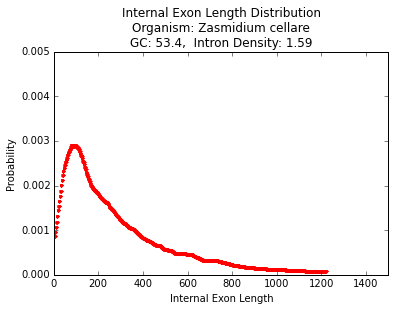 Internal Exon Length Distribution
Organism: Zasmidium cellare
GC: 53.4,  Intron Density: 1.59
0.005
0.004
0.003
0.002
0.001
0.000
Probability
0
200
400
600
800
1000
1200
1400
Internal Exon Length